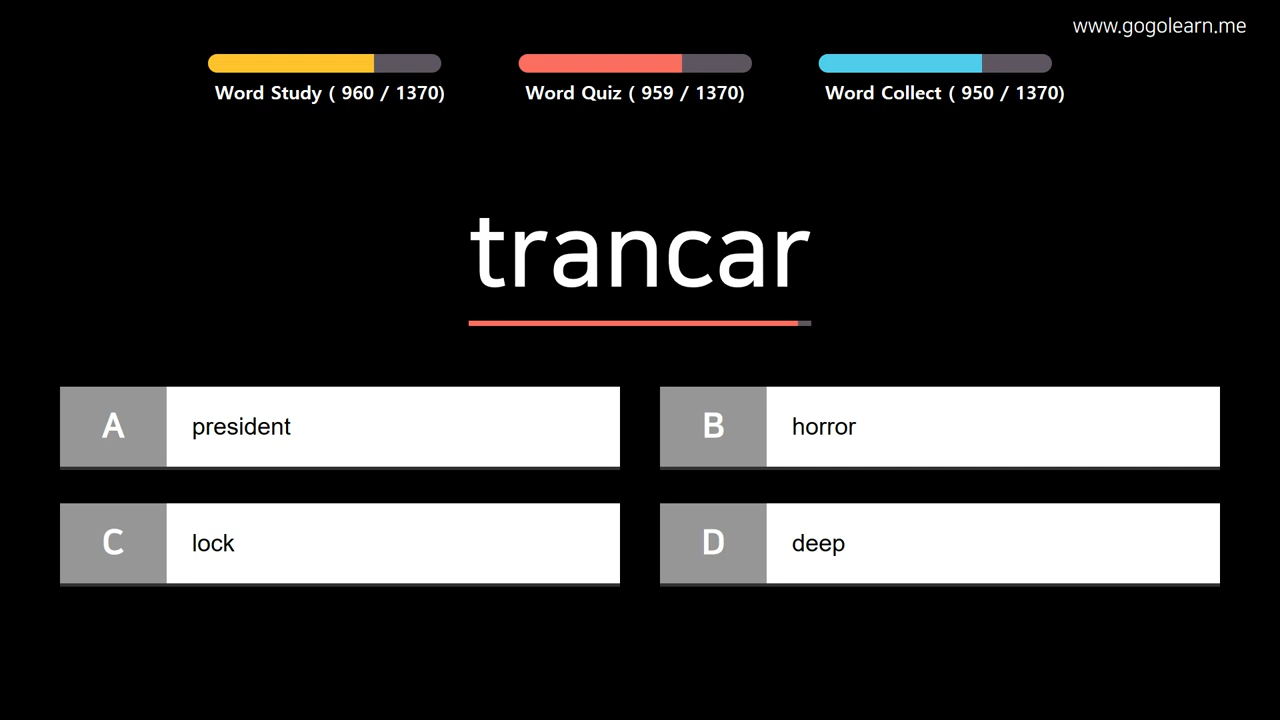 www.gogolearn.me
Word Study ( 960 / 1370)
Word Quiz ( 959 / 1370)
Word Collect ( 950 / 1370)
trancar
A president
B horror
C lock
D deep